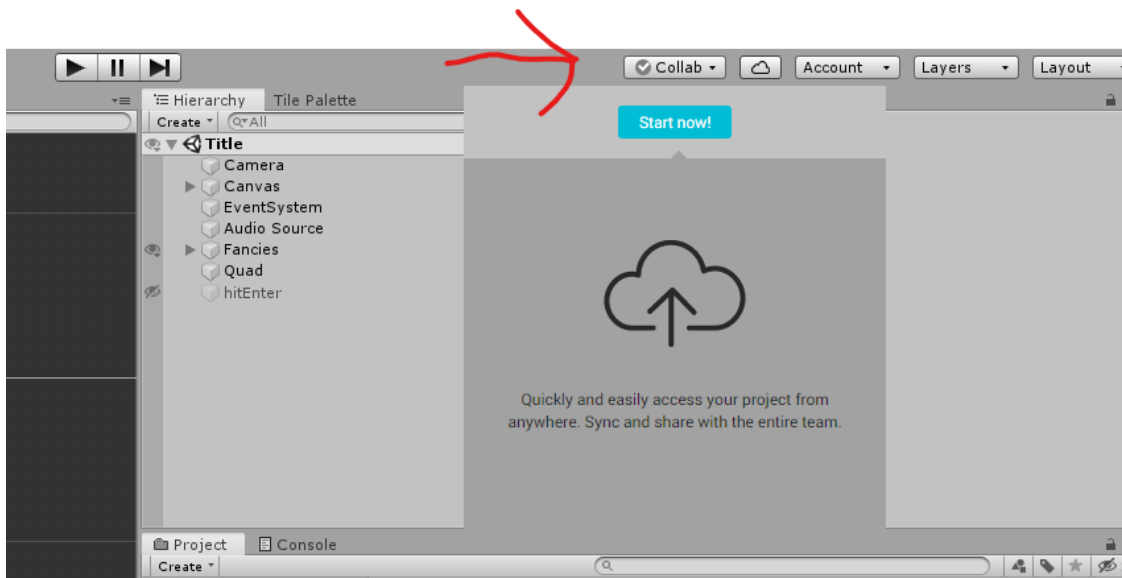 Collab
Account
Layers
Layout
Hierarchy Tile Palette
Create All
Start now!
Title
Camera
Canvas
EventSystem
Audio Source
Fancies
Quad
hitEnter
Quickly and easily access your project from
anywhere. Sync and share with the entire team.
Project Console
Create